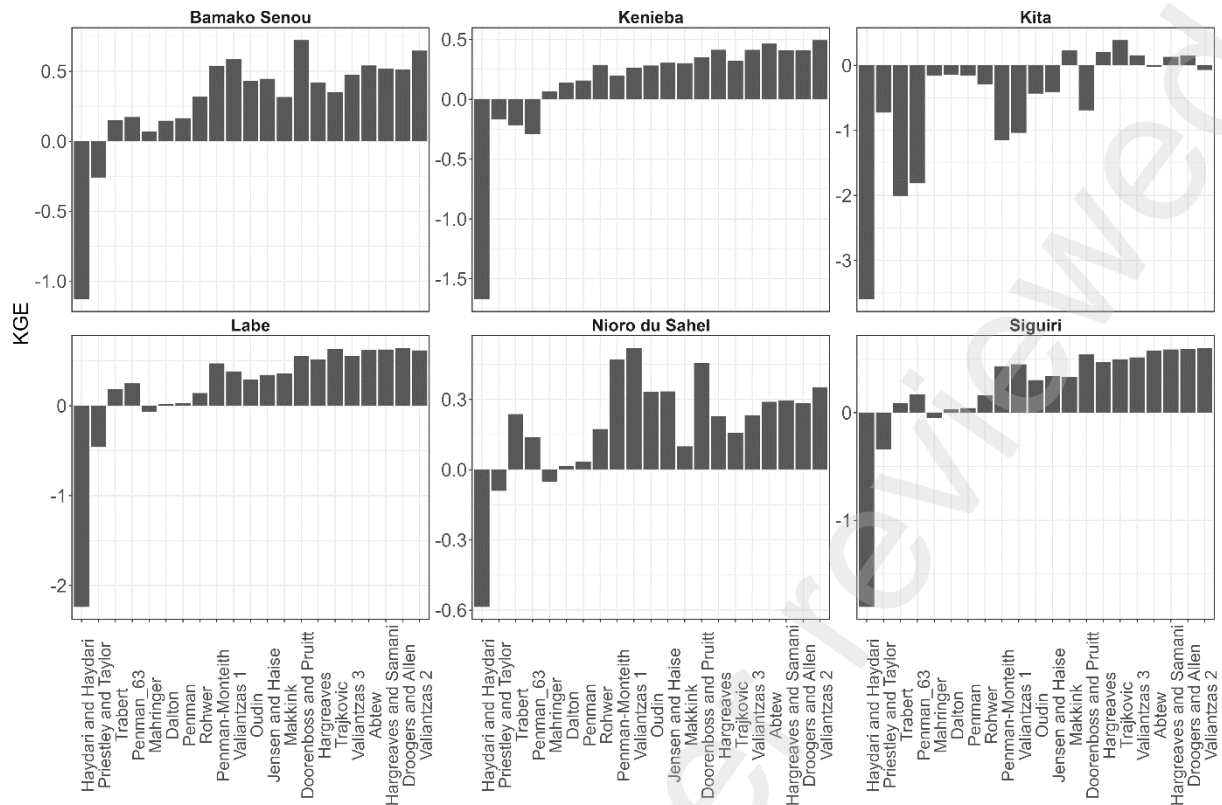 Bamako Senou
Kenieba
Kita
0.5
0.0
-0.5
-1.0
0.5
0.0
-0.5
-1.0
-1.5
0
-1
-2
-3
KGE
Labe
Nioro du Sahel
Siguiri
0
-1
-2
0.3
0.0
-0.3
-0.6
0
-1
Haydari and Haydari
Priestley and Taylor
Trabert
Penman_63
Mahringer
Dalton
Penman
Rohwer
Penman-Monteith
Valiantzas 1
Oudin
Jensen and Haise
Makkink
Doorenboss and Pruitt
Hargreaves
Trajkovic
Valiantzas 3
Abtew
Hargreaves and Samani
Droogers and Allen
Valiantzas 2
Haydari and Haydari
Priestley and Taylor
Trabert
Penman_63
Mahringer
Dalton
Penman
Rohwer
Penman-Monteith
Valiantzas 1
Oudin
Jensen and Haise
Makkink
Doorenboss and Pruitt
Hargreaves
Trajkovic
Valiantzas 3
Abtew
Hargreaves and Samani
Droogers and Allen
Valiantzas 2
Haydari and Haydari
Priestley and Taylor
Trabert
Penman_63
Mahringer
Dalton
Penman
Rohwer
Penman-Monteith
Valiantzas 1
Oudin
Jensen and Haise
Makkink
Doorenboss and Pruitt
Hargreaves
Trajkovic
Valiantzas 3
Abtew
Hargreaves and Samani
Droogers and Allen
Valiantzas 2
er reviewed